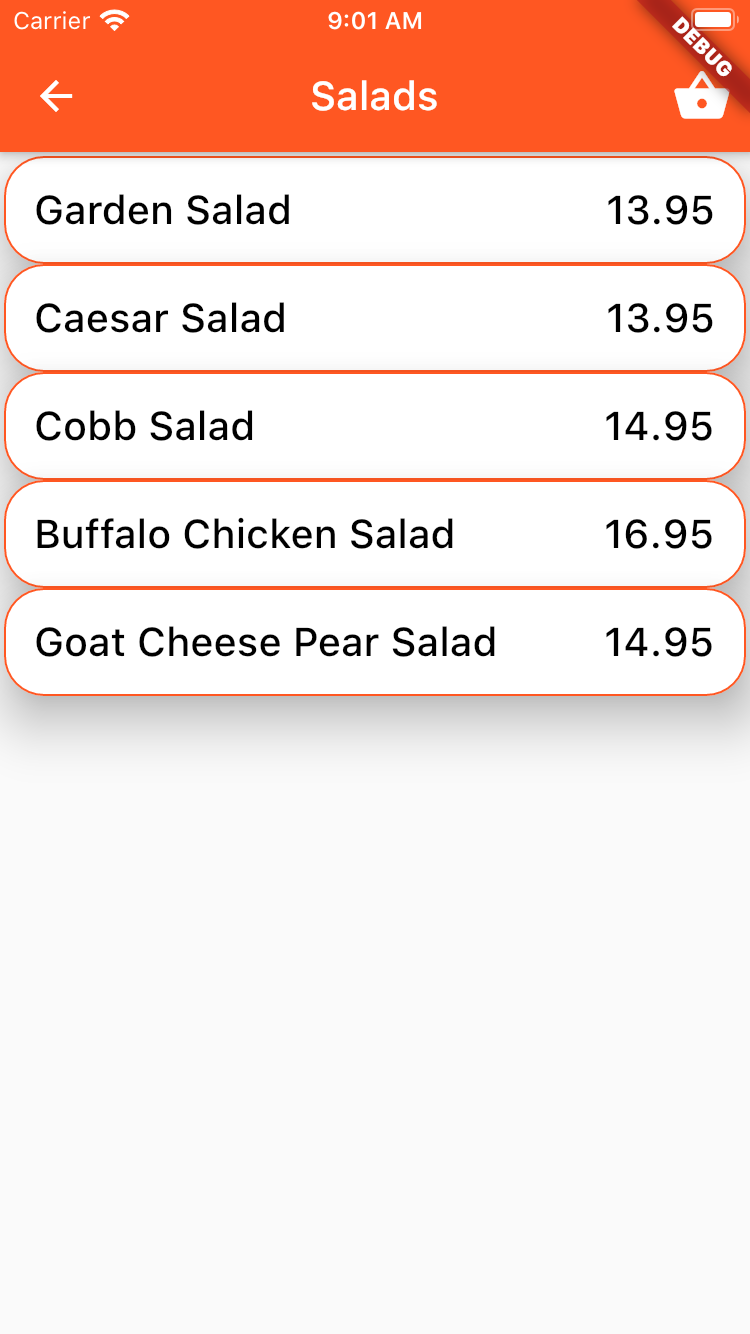 Carrier 9:01 AM
DEBUG
Salads
Garden Salad 13.95
Caesar Salad 13.95
Cobb Salad 14.95
Buffalo Chicken Salad 16.95
Goat Cheese Pear Salad 14.95